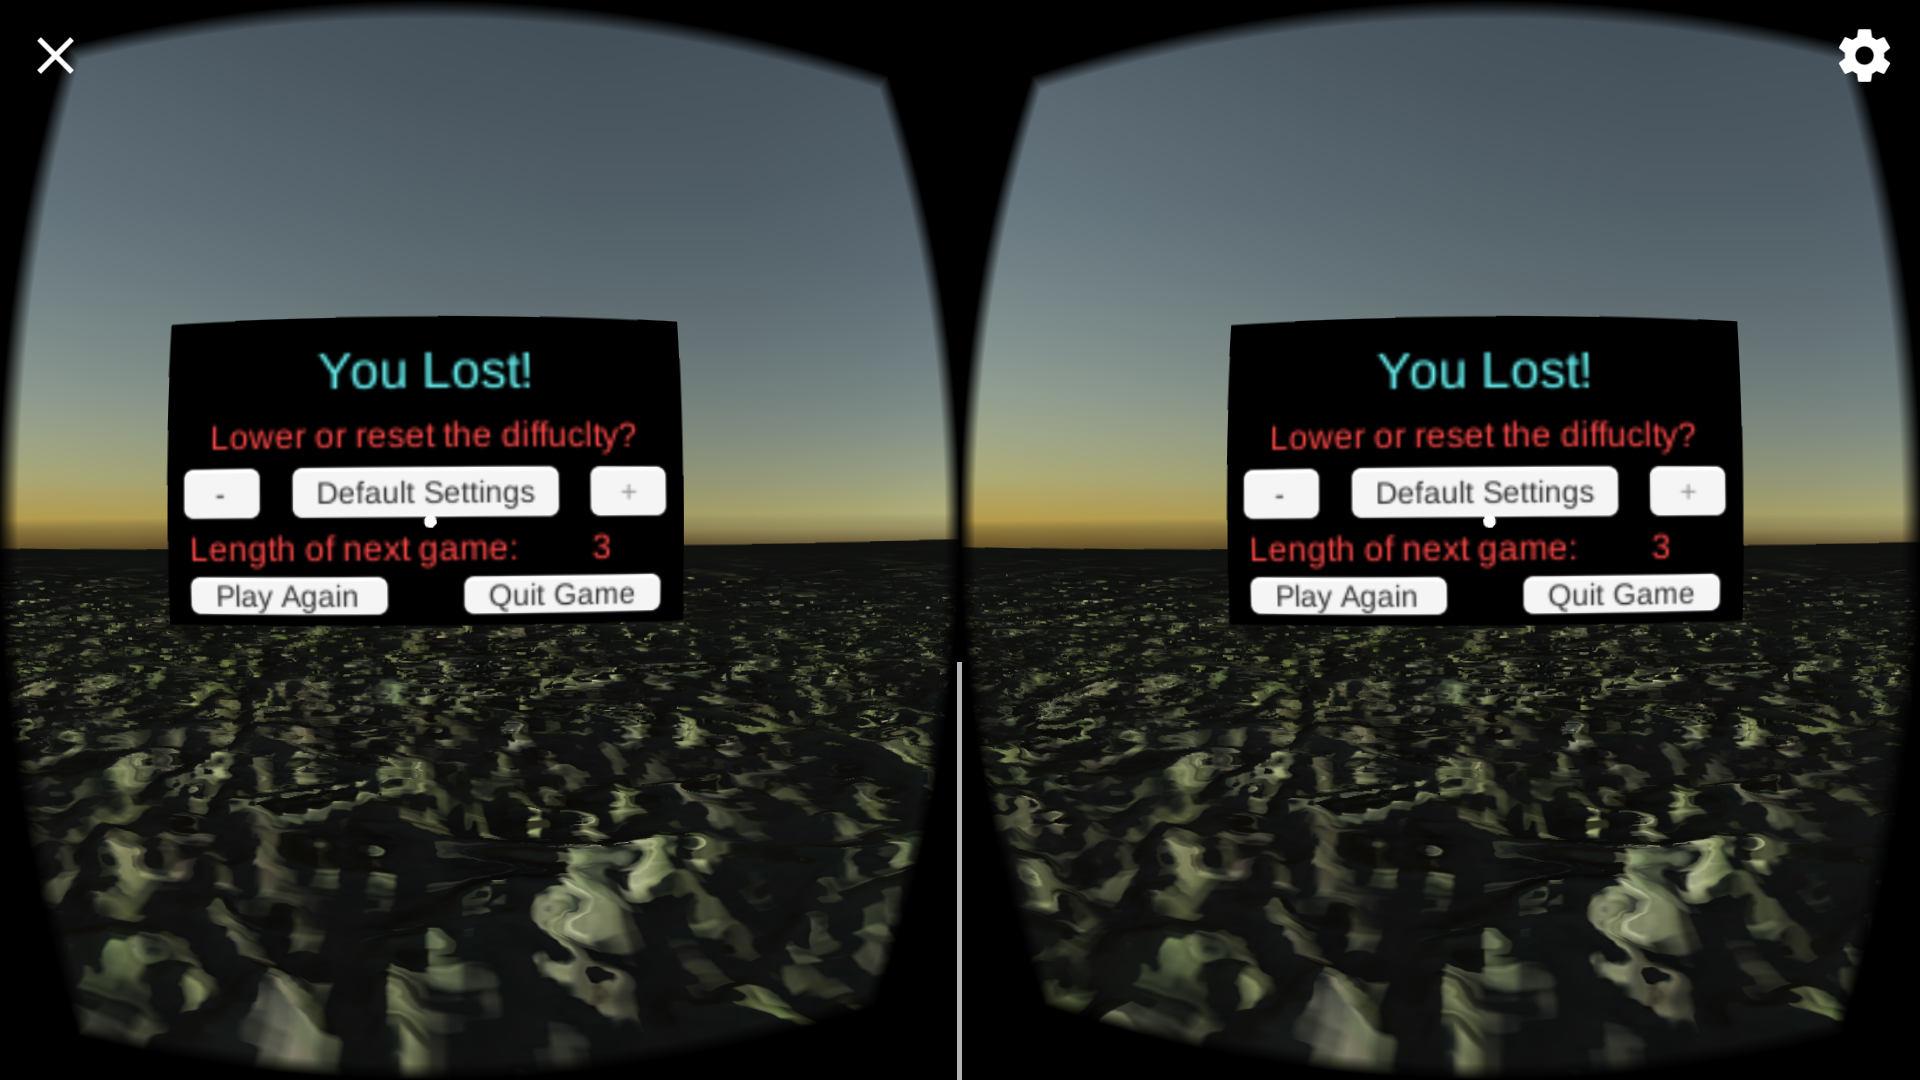 You Lost!
Lower or reset the diffuclty?
- Default Settings +
Length of next game: 3
Play Again Quit Game
You Lost!
Lower or reset the diffuclty?
- Default Settings +
Length of next game: 3
Play Again Quit Game